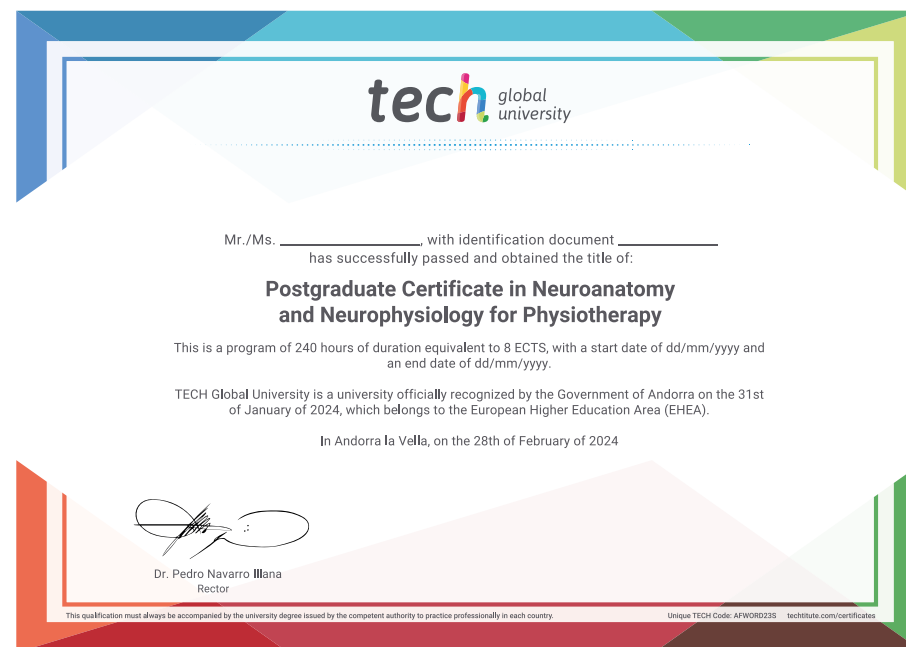 tech global university
Mr./Ms. ____________, with identification document ____________
has successfully passed and obtained the title of:
Postgraduate Certificate in Neuroanatomy
and Neurophysiology for Physiotherapy
This is a program of 240 hours of duration equivalent to 8 ECTS, with a start date of dd/mm/yyyy and
an end date of dd/mm/yyyy.
TECH Global University is a university officially recognized by the Government of Andorra on the 31st
of January of 2024, which belongs to the European Higher Education Area (EHEA).
In Andorra la Vella, on the 28th of February of 2024
Dr. Pedro Navarro Illana
Rector
This qualification must always be accompanied by the university degree issued by the competent authority to practice professionally in each country.
Unique TECH Code: AFWORD23S techtitute.com/certificates